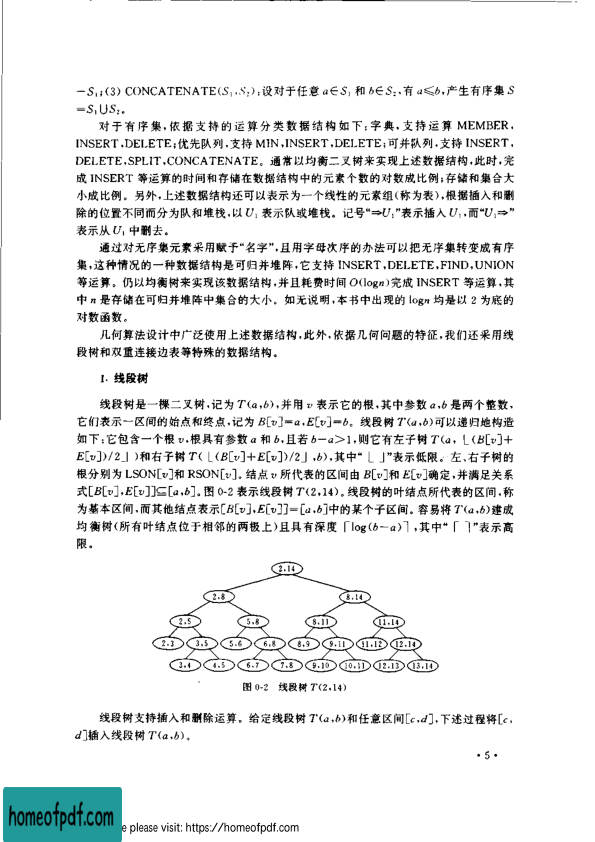 －S₁；(3) CONCATENATE(S₁,S₂)：设对于任意 a∈S₁ 和 b∈S₂，有 a≤b，产生有序集 S
＝S₁∪S₂。
对于有序集，依据支持的运算分类数据结构如下：字典，支持运算 MEMBER，
INSERT，DELETE；优先队列，支持 MIN，INSERT，DELETE；可并队列，支持 INSERT，
DELETE，SPLIT，CONCATENATE。通常以均衡二叉树来实现上述数据结构，此时，完
成 INSERT 等运算的时间和存储在数据结构中的元素个数的对数成比例；存储和集合大
小成比例。另外，上述数据结构还可以表示为一个线性的元素组(称为表)，根据插入和删
除的位置不同而分为队和堆栈，以 U，表示队或堆栈。记号“⇒U，”表示插入 U，，而“U，⇒”
表示从 U，中删去。
通过对无序集元素采用赋予“名字”，且用字母次序的办法可以把无序集转变成有序
集，这种情况的一种数据结构是可归并堆阵，它支持 INSERT，DELETE，FIND，UNION
等运算。仍以均衡树来实现该数据结构，并且耗费时间 O(logn)完成 INSERT 等运算，其
中 n 是存储在可归并堆阵中集合的大小。如无说明，本书中出现的 logn 均是以 2 为底的
对数函数。
几何算法设计中广泛使用上述数据结构，此外，依据几何问题的特征，我们还采用线
段树和双重连接边表等特殊的数据结构。
1. 线段树
线段树是一棵二叉树，记为 T(a,b)，并用 v 表示它的根，其中参数 a,b 是两个整数，
它们表示一区间的始点和终点，记为 B[v]＝a，E[v]＝b。线段树 T(a,b)可以递归地构造
如下：它包含一个根 v，根具有参数 a 和 b，且若 b－a＞1，则它有左子树 T(a，⌊(B[v]＋
E[v])/2⌋)和右子树 T(⌊(B[v]＋E[v])/2⌋,b)，其中“⌊ ⌋”表示低限。左、右子树的
根分别为 LSON[v]和 RSON[v]。结点 v 所代表的区间由 B[v]和 E[v]确定，并满足关系
式[B[v],E[v]]⊆[a,b]。图 0-2 表示线段树 T(2,14)。线段树的叶结点所代表的区间，称
为基本区间，而其他结点表示[B[v],E[v]]＝[a,b]中的某个子区间。容易将 T(a,b)建成
均衡树(所有叶结点位于相邻的两极上)且具有深度⌈log(b－a)⌉，其中“⌈ ⌉”表示高
限。
2,14
2,8 8,14
2,5 5,8 8,11 11,14
2,3 3,5 5,6 6,8 8,9 9,11 11,12 12,14
3,4 4,5 6,7 7,8 9,10 10,11 12,13 13,14
图 0-2 线段树 T(2,14)
线段树支持插入和删除运算。给定线段树 T(a,b)和任意区间[c,d]，下述过程将[c,
d]插入线段树 T(a,b)。
·5·
homeofpdf.com
e please visit: https://homeofpdf.com